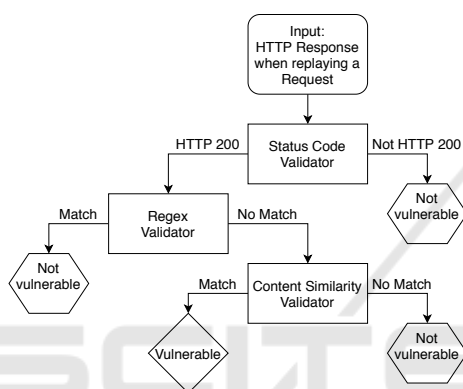 Input:
HTTP Response
when replaying a
Request
HTTP 200
Status Code
Validator
Not HTTP 200
Not
vulnerable
Match
Regex
Validator
No Match
Not
vulnerable
Match
Content Similarity
Validator
No Match
Vulnerable
Not
vulnerable